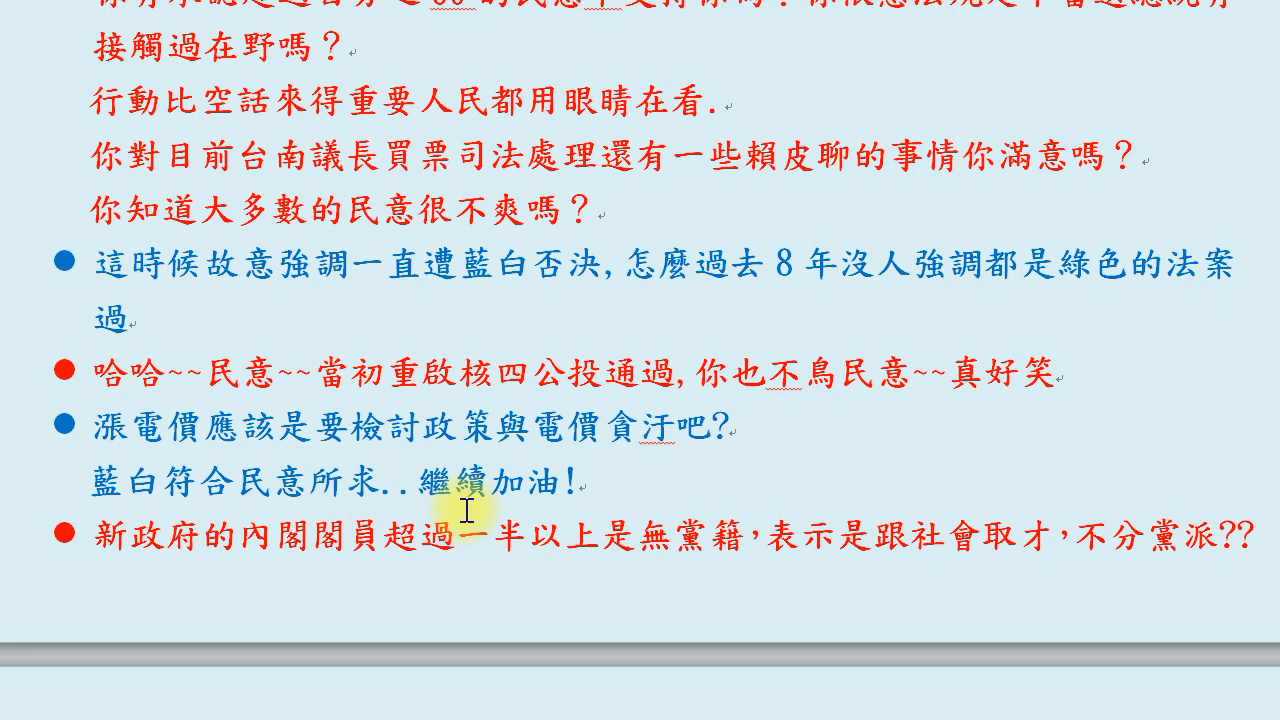 接觸過在野嗎？
行動比空話來得重要人民都用眼睛在看.
你對目前台南議長買票司法處理還有一些賴皮聊的事情你滿意嗎？
你知道大多數的民意很不爽嗎？
這時候故意強調一直遭藍白否決,怎麼過去8年沒人強調都是綠色的法案
過
哈哈~~民意~~當初重啟核四公投通過,你也不鳥民意~~真好笑
漲電價應該是要檢討政策與電價貪汙吧?
藍白符合民意所求..繼續加油!
新政府的內閣閣員超過一半以上是無黨籍，表示是跟社會取才，不分黨派??